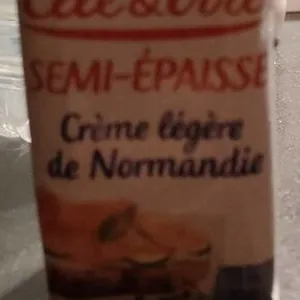 SEMI-ÉPAISSE
Crème légère
de Normandie